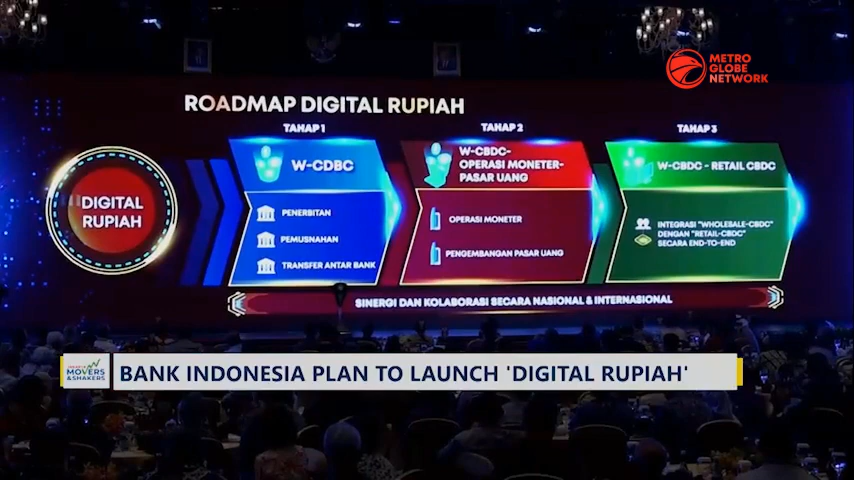 METRO
GLOBE
NETWORK
ROADMAP DIGITAL RUPIAH
TAHAP 1
TAHAP 2
TAHAP 3
DIGITAL
RUPIAH
W-CDBC
PENERBITAN
PEMUSNAHAN
TRANSFER ANTAR BANK
W-CBDC-
OPERASI MONETER-
PASAR UANG
OPERASI MONETER
PENGEMBANGAN PASAR UANG
W-CBDC - RETAIL CBDC
INTEGRASI "WHOLESALE-CBDC"
DENGAN "RETAIL-CBDC"
SECARA END-TO-END
SINERGI DAN KOLABORASI SECARA NASIONAL & INTERNASIONAL
MOVERS
&SHAKERS
BANK INDONESIA PLAN TO LAUNCH 'DIGITAL RUPIAH'